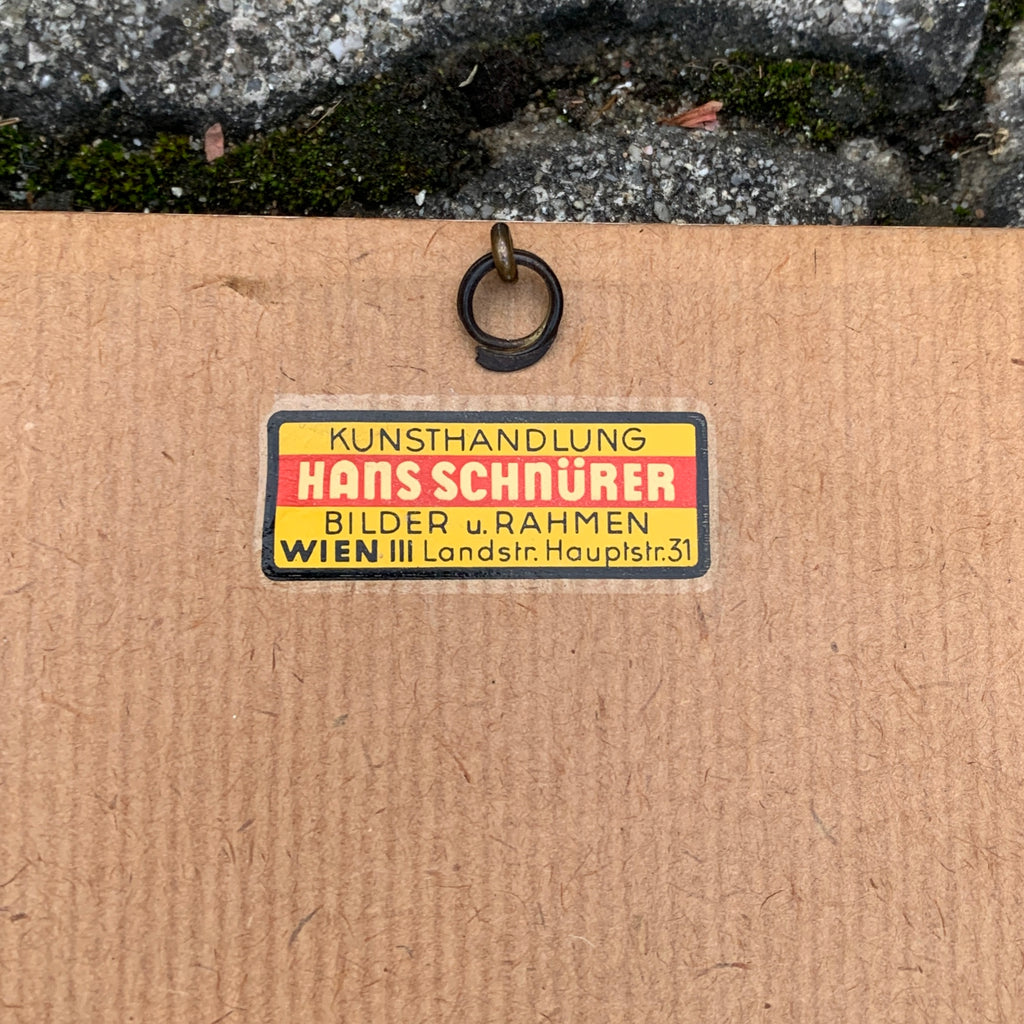 KUNSTHANDLUNG
HANS SCHNÜRER
BILDER u. RAHMEN
WIEN III Landstr. Hauptstr. 31